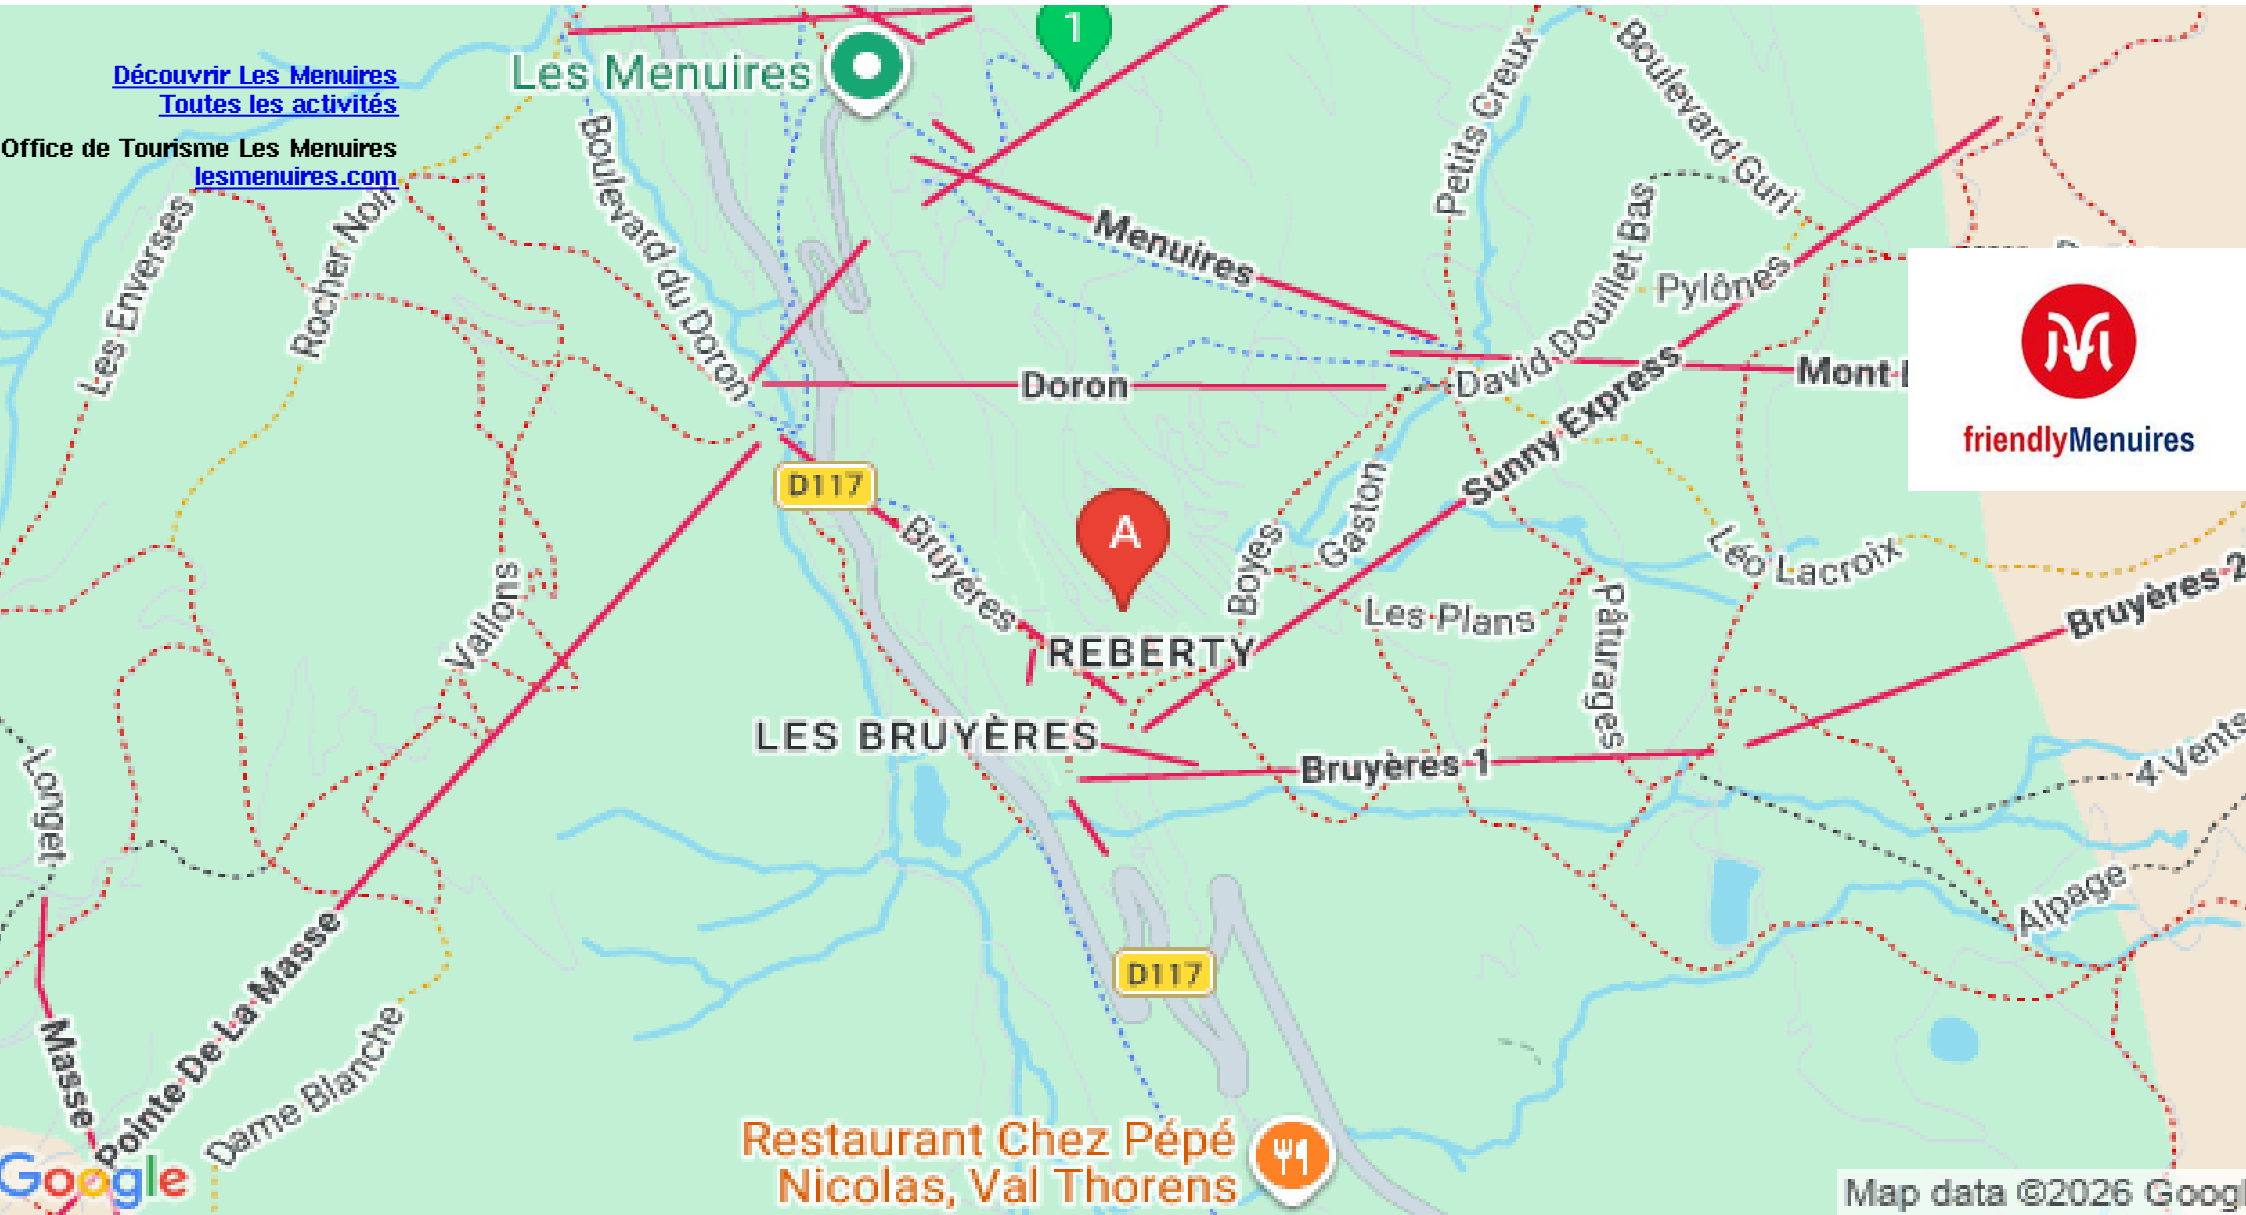 Découvrir Les Menuires
Toutes les activités
Office de Tourisme Les Menuires
lesmenuires.com
Les Menuires
1
Boulevard du Doron
Petits Creux
Boulevard Guri
Les Enverses
Rocher Noir
Menuires
David Douillet Bas
Pylônes
Doron
Mont
friendlyMenuires
Sunny Express
D117
A
Bruyères
Gaston
Boyes
Léo Lacroix
Les Plans
Pâturages
Bruyères 2
Vallons
REBERTY
LES BRUYÈRES
Bruyères 1
4 Vents
Longet
Alpage
D117
Masse
Pointe De La Masse
Dame Blanche
Restaurant Chez Pépé
Nicolas, Val Thorens
Google
Map data ©2026 Googl